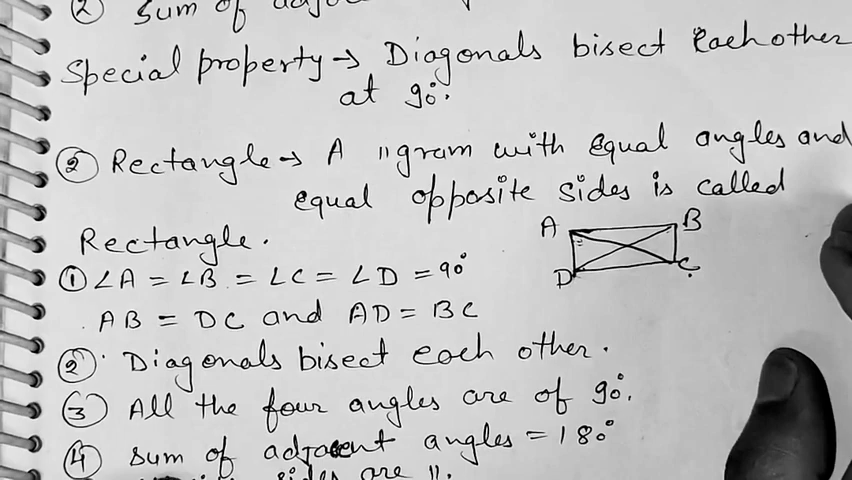 ② Sum of
Special property → Diagonals bisect Each other
at 90°.
② Rectangle → A ||gram with Equal angles and
equal opposite sides is called
Rectangle.
A B
D C
① ∠A = ∠B = ∠C = ∠D = 90°
AB = DC and AD = BC
② Diagonals bisect each other.
③ All the four angles are of 90°.
④ Sum of adjacent angles = 180°
sides are ||.